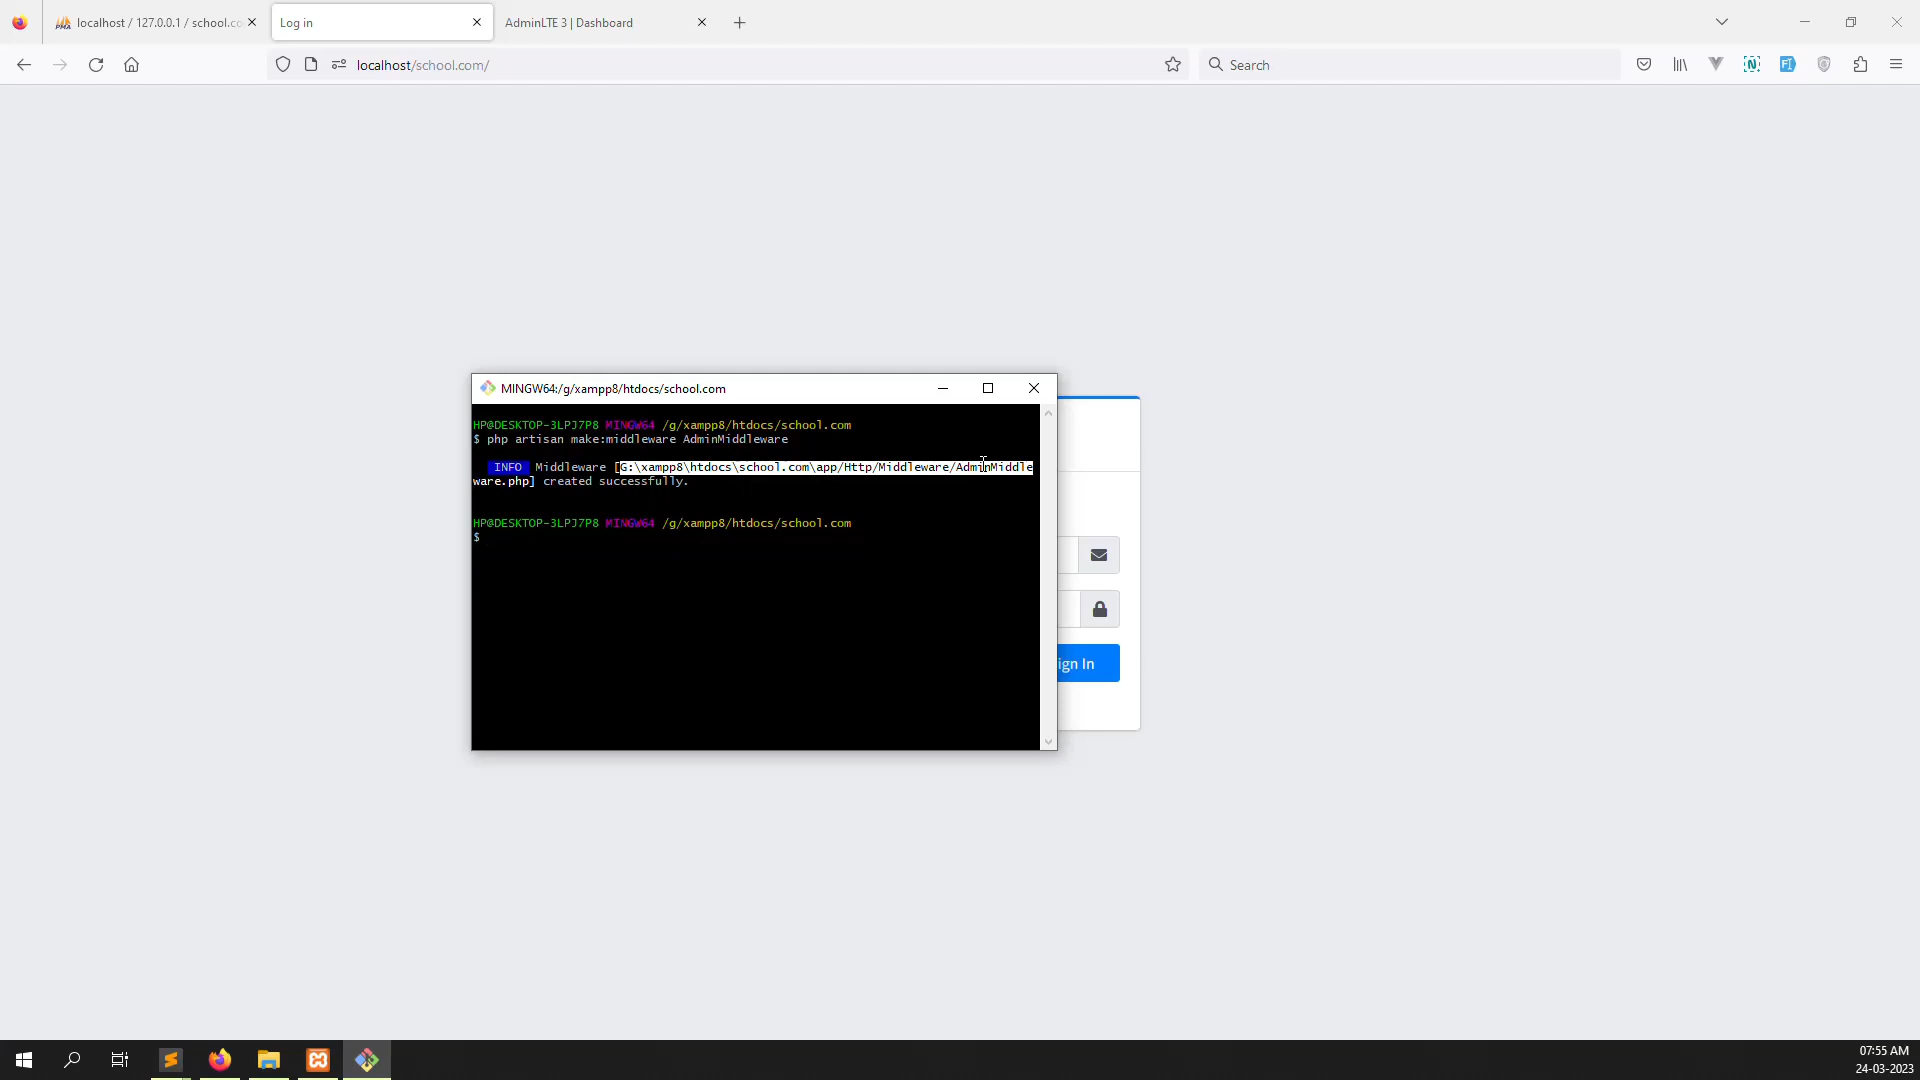 localhost / 127.0.0.1 / school.co
Log in
AdminLTE 3 | Dashboard
localhost/school.com/
Search
MINGW64:/g/xampp8/htdocs/school.com
HP@DESKTOP-3LPJ7P8 MINGW64 /g/xampp8/htdocs/school.com
$ php artisan make:middleware AdminMiddleware
INFO Middleware [G:\xampp8\htdocs\school.com\app/Http/Middleware/AdminMiddle
ware.php] created successfully.
HP@DESKTOP-3LPJ7P8 MINGW64 /g/xampp8/htdocs/school.com
$
ign In
07:55 AM
24-03-2023